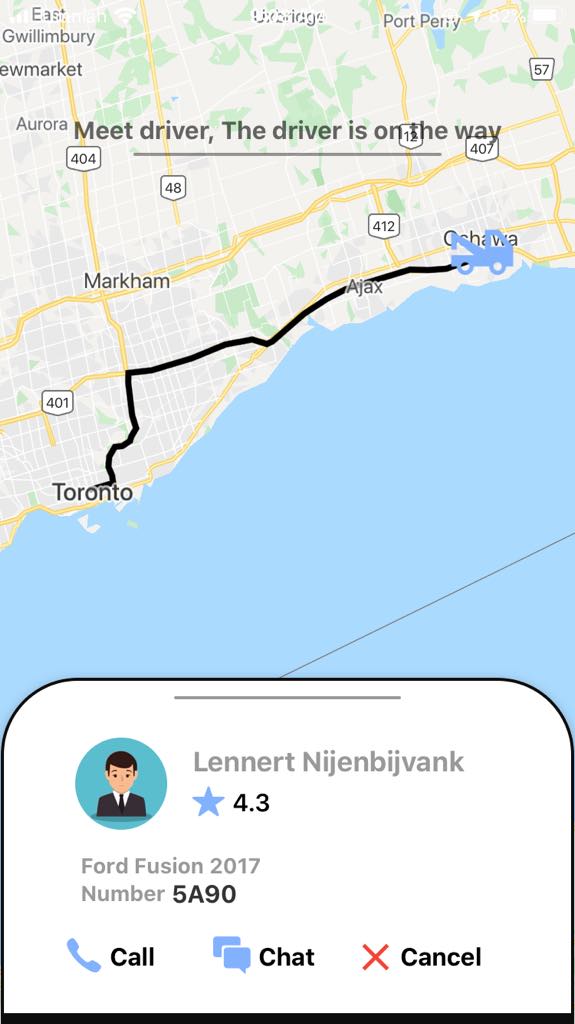 East
Gwillimbury
Port Perry
82%
ewmarket
57
Aurora
Meet driver, The driver is on the way
12
404
407
48
412
Oshawa
Markham
Ajax
401
Toronto
Lennert Nijenbijvank
4.3
Ford Fusion 2017
Number 5A90
Call Chat Cancel